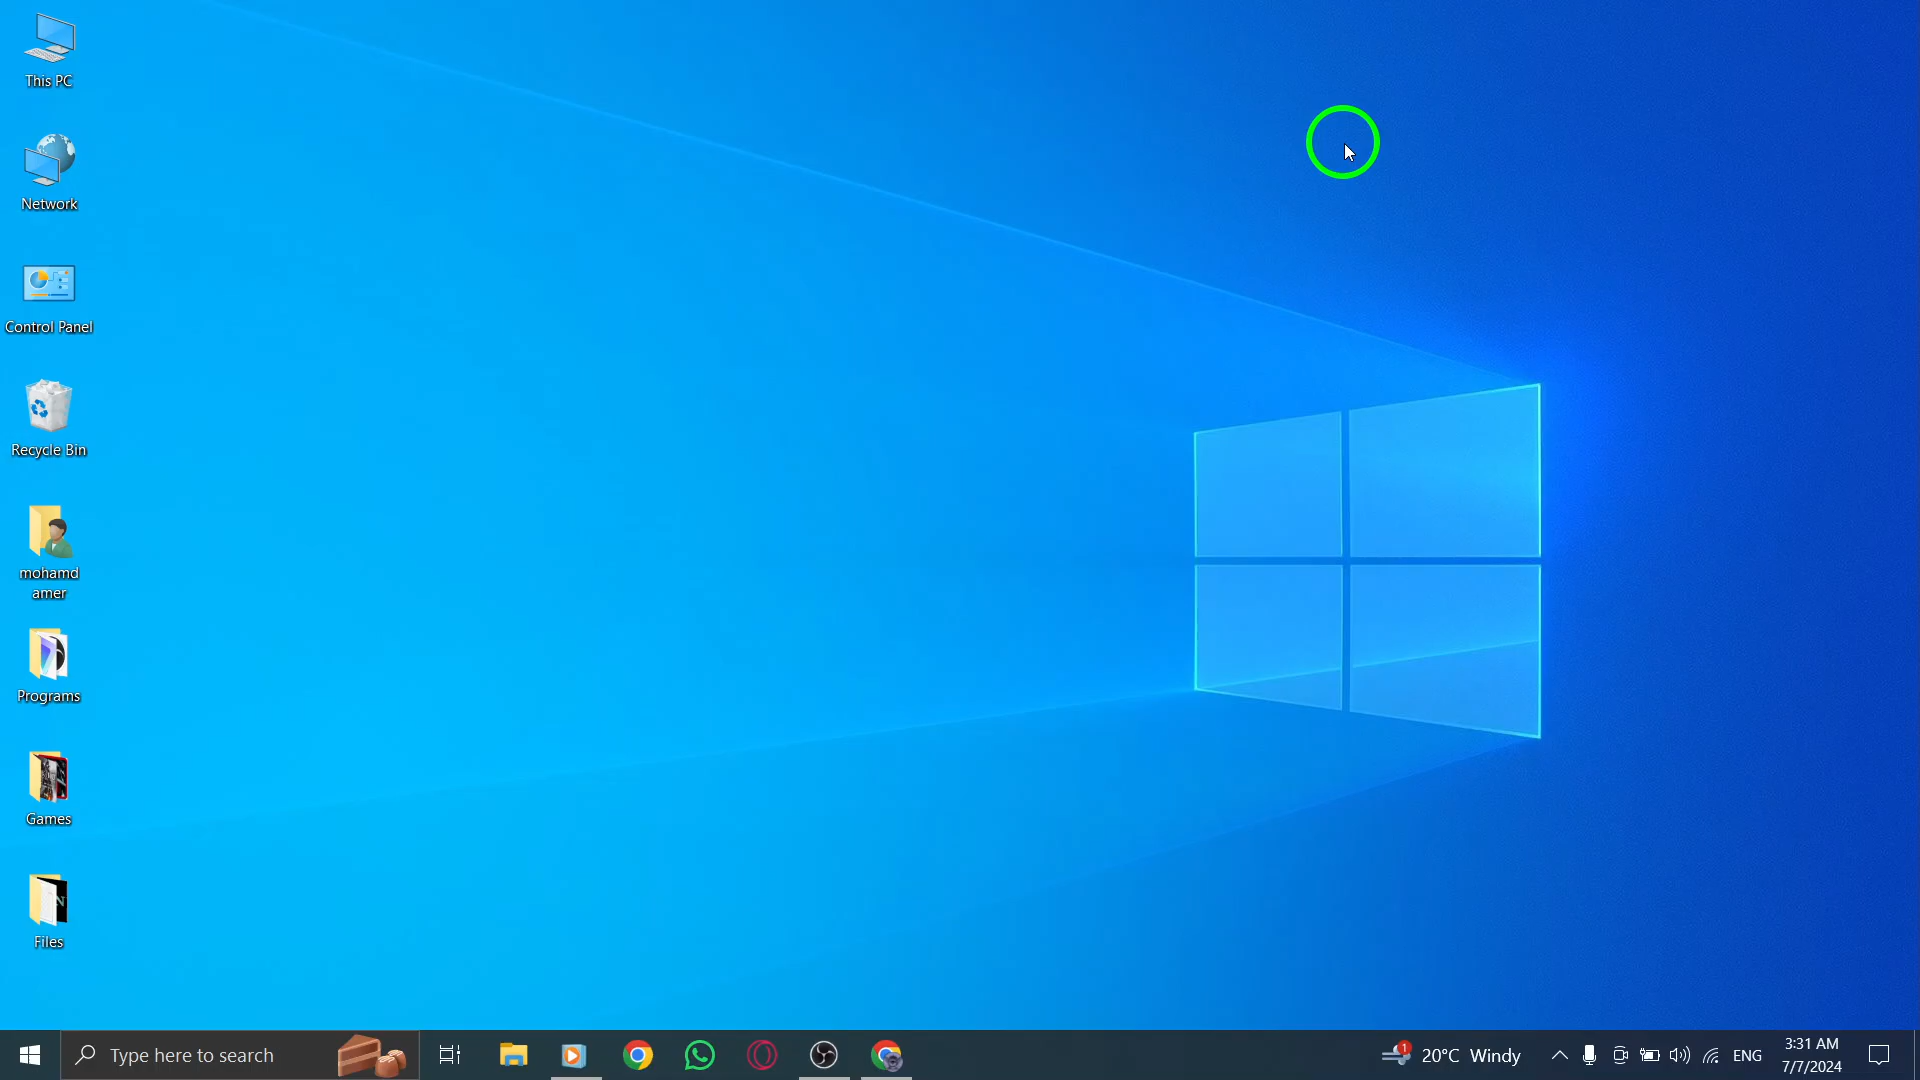 This PC
Network
Control Panel
Recycle Bin
mohamd
amer
Programs
Games
Files
Type here to search
1
20°C Windy
ENG
3:31 AM
7/7/2024